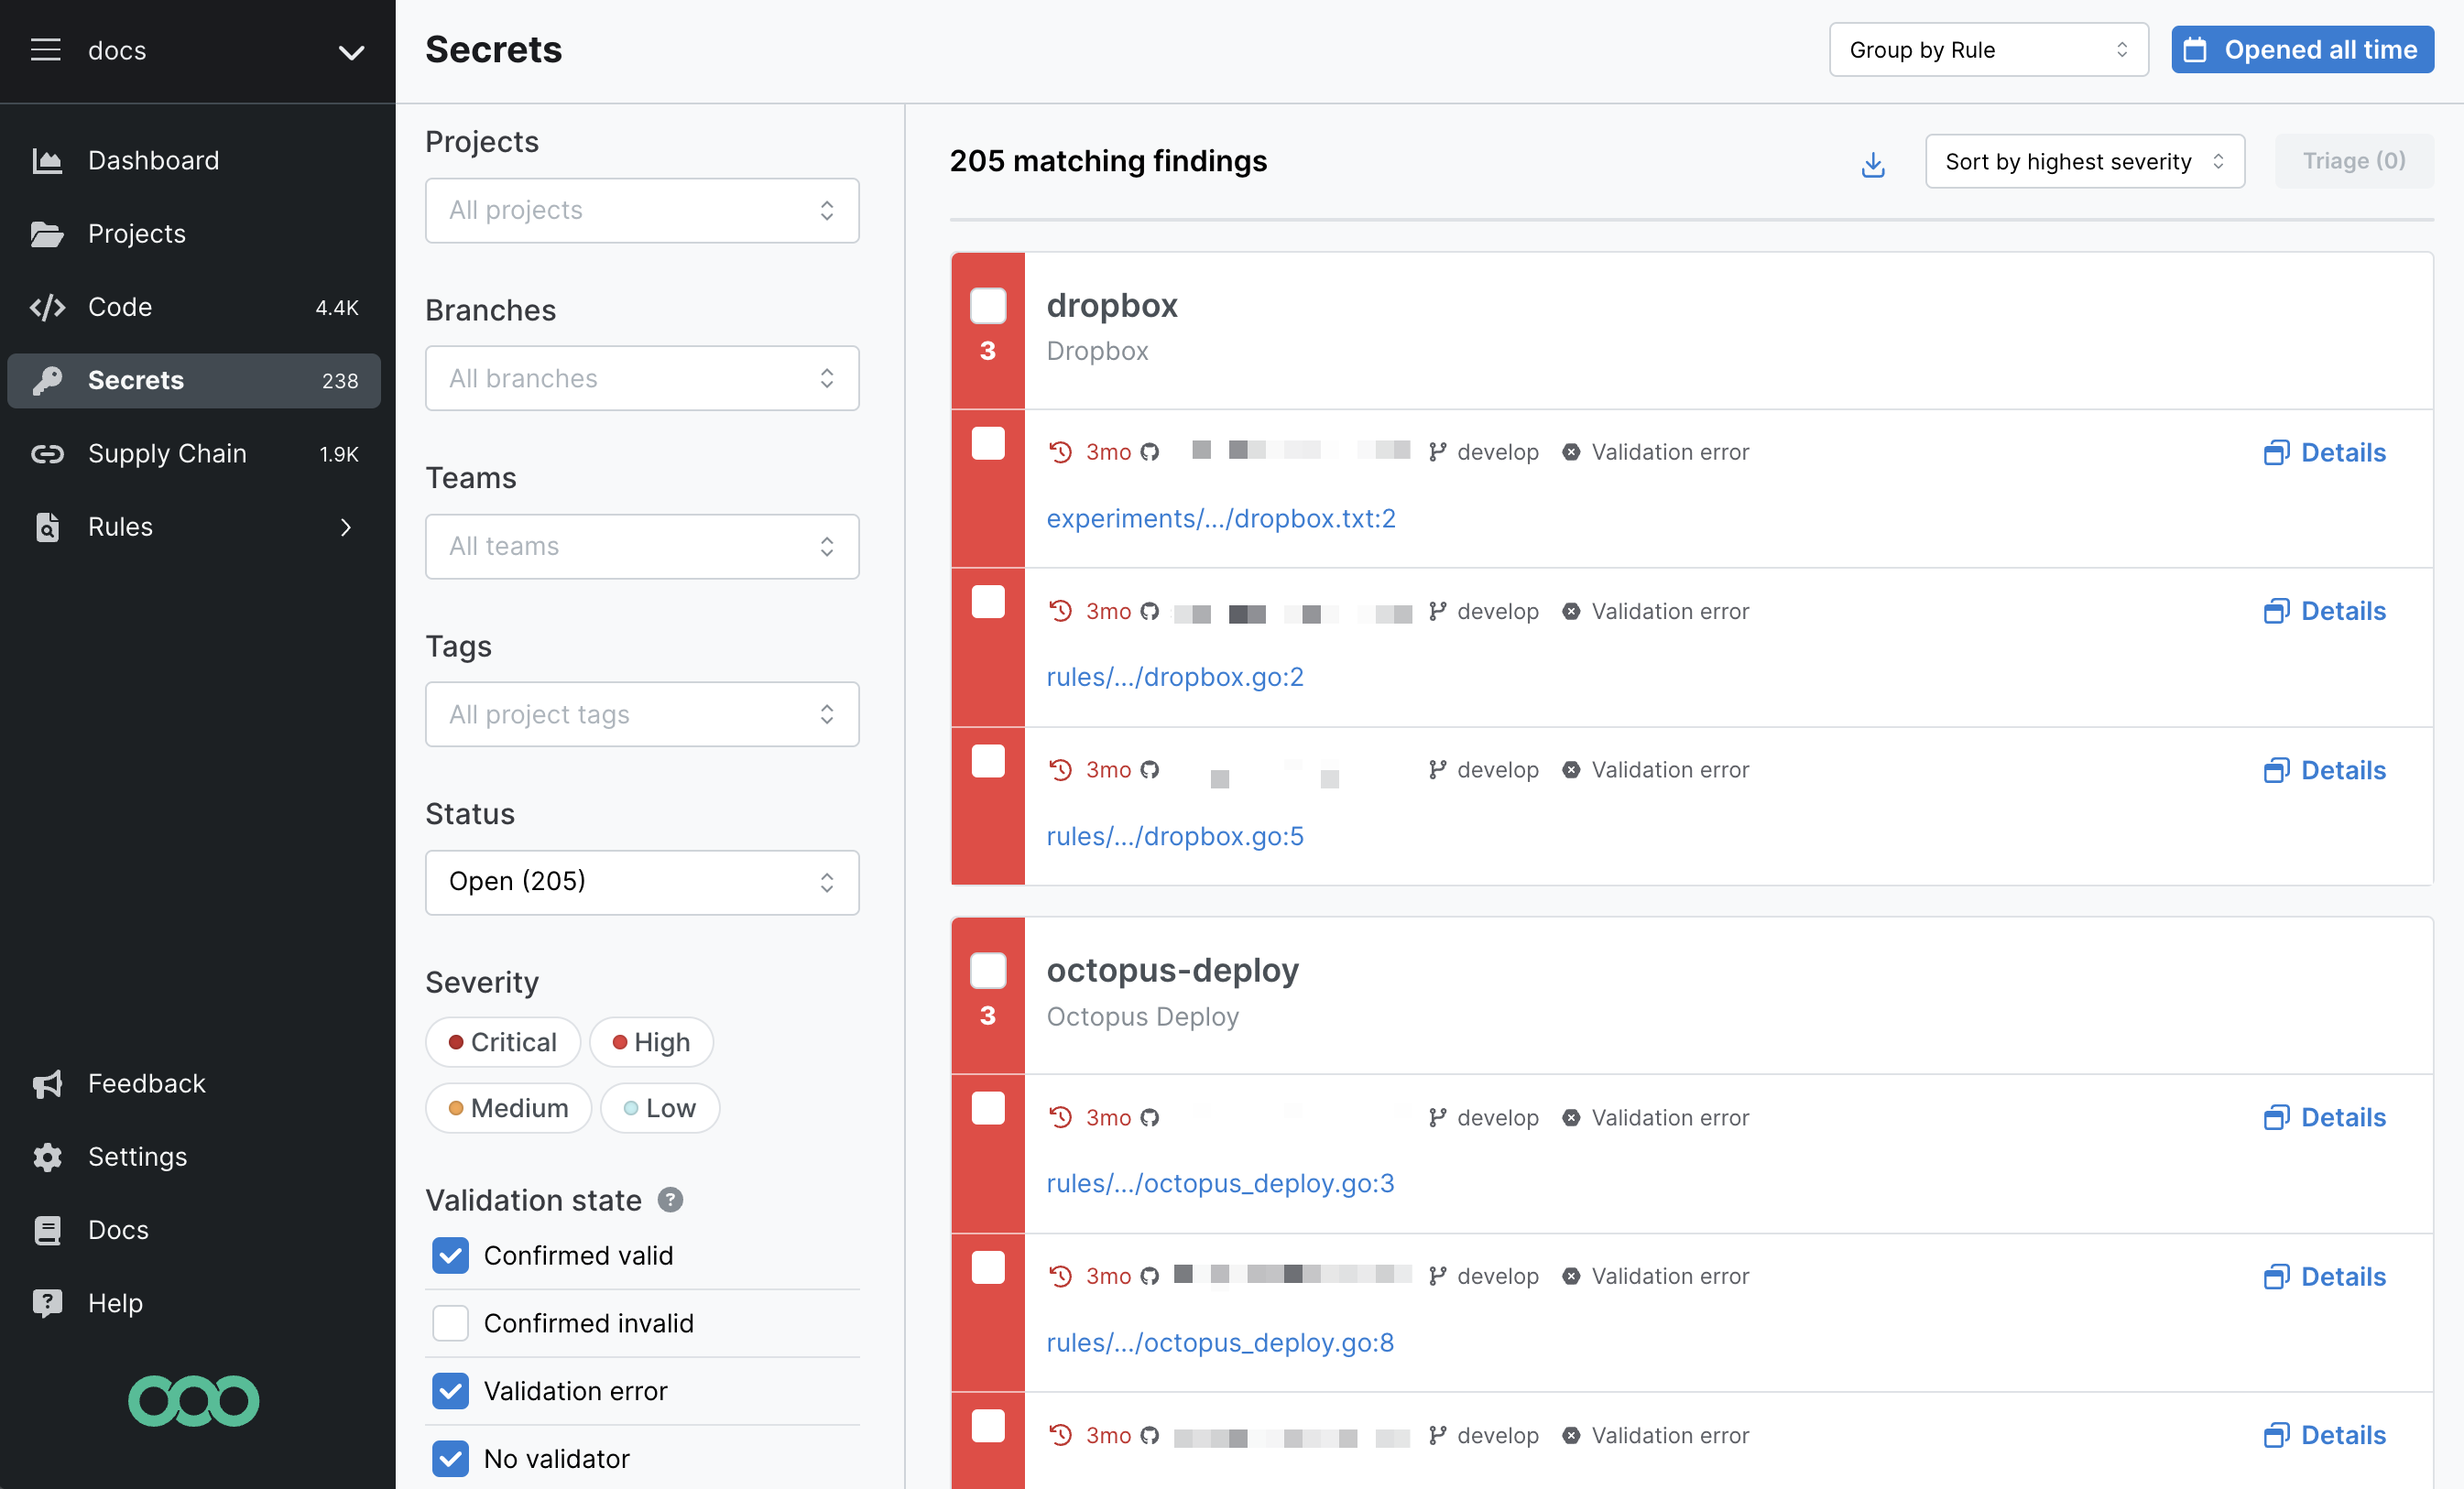 docs
Dashboard
Projects
Code 4.4K
Secrets 238
Supply Chain 1.9K
Rules
Feedback
Settings
Docs
Help
Secrets
Group by Rule
Opened all time
Projects
All projects
Branches
All branches
Teams
All teams
Tags
All project tags
Status
Open (205)
Severity
Critical
High
Medium
Low
Validation state ?
Confirmed valid
Confirmed invalid
Validation error
No validator
205 matching findings
Sort by highest severity
Triage (0)
dropbox
3
Dropbox
3mo develop Validation error Details
experiments/.../dropbox.txt:2
3mo develop Validation error Details
rules/.../dropbox.go:2
3mo develop Validation error Details
rules/.../dropbox.go:5
octopus-deploy
3
Octopus Deploy
3mo develop Validation error Details
rules/.../octopus_deploy.go:3
3mo develop Validation error Details
rules/.../octopus_deploy.go:8
3mo develop Validation error Details